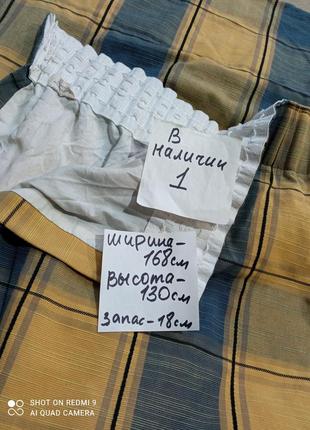 в
наличии
1
ширина-
168см
Высота-
130см
запас-18см
SHOT ON REDMI 9
AI QUAD CAMERA